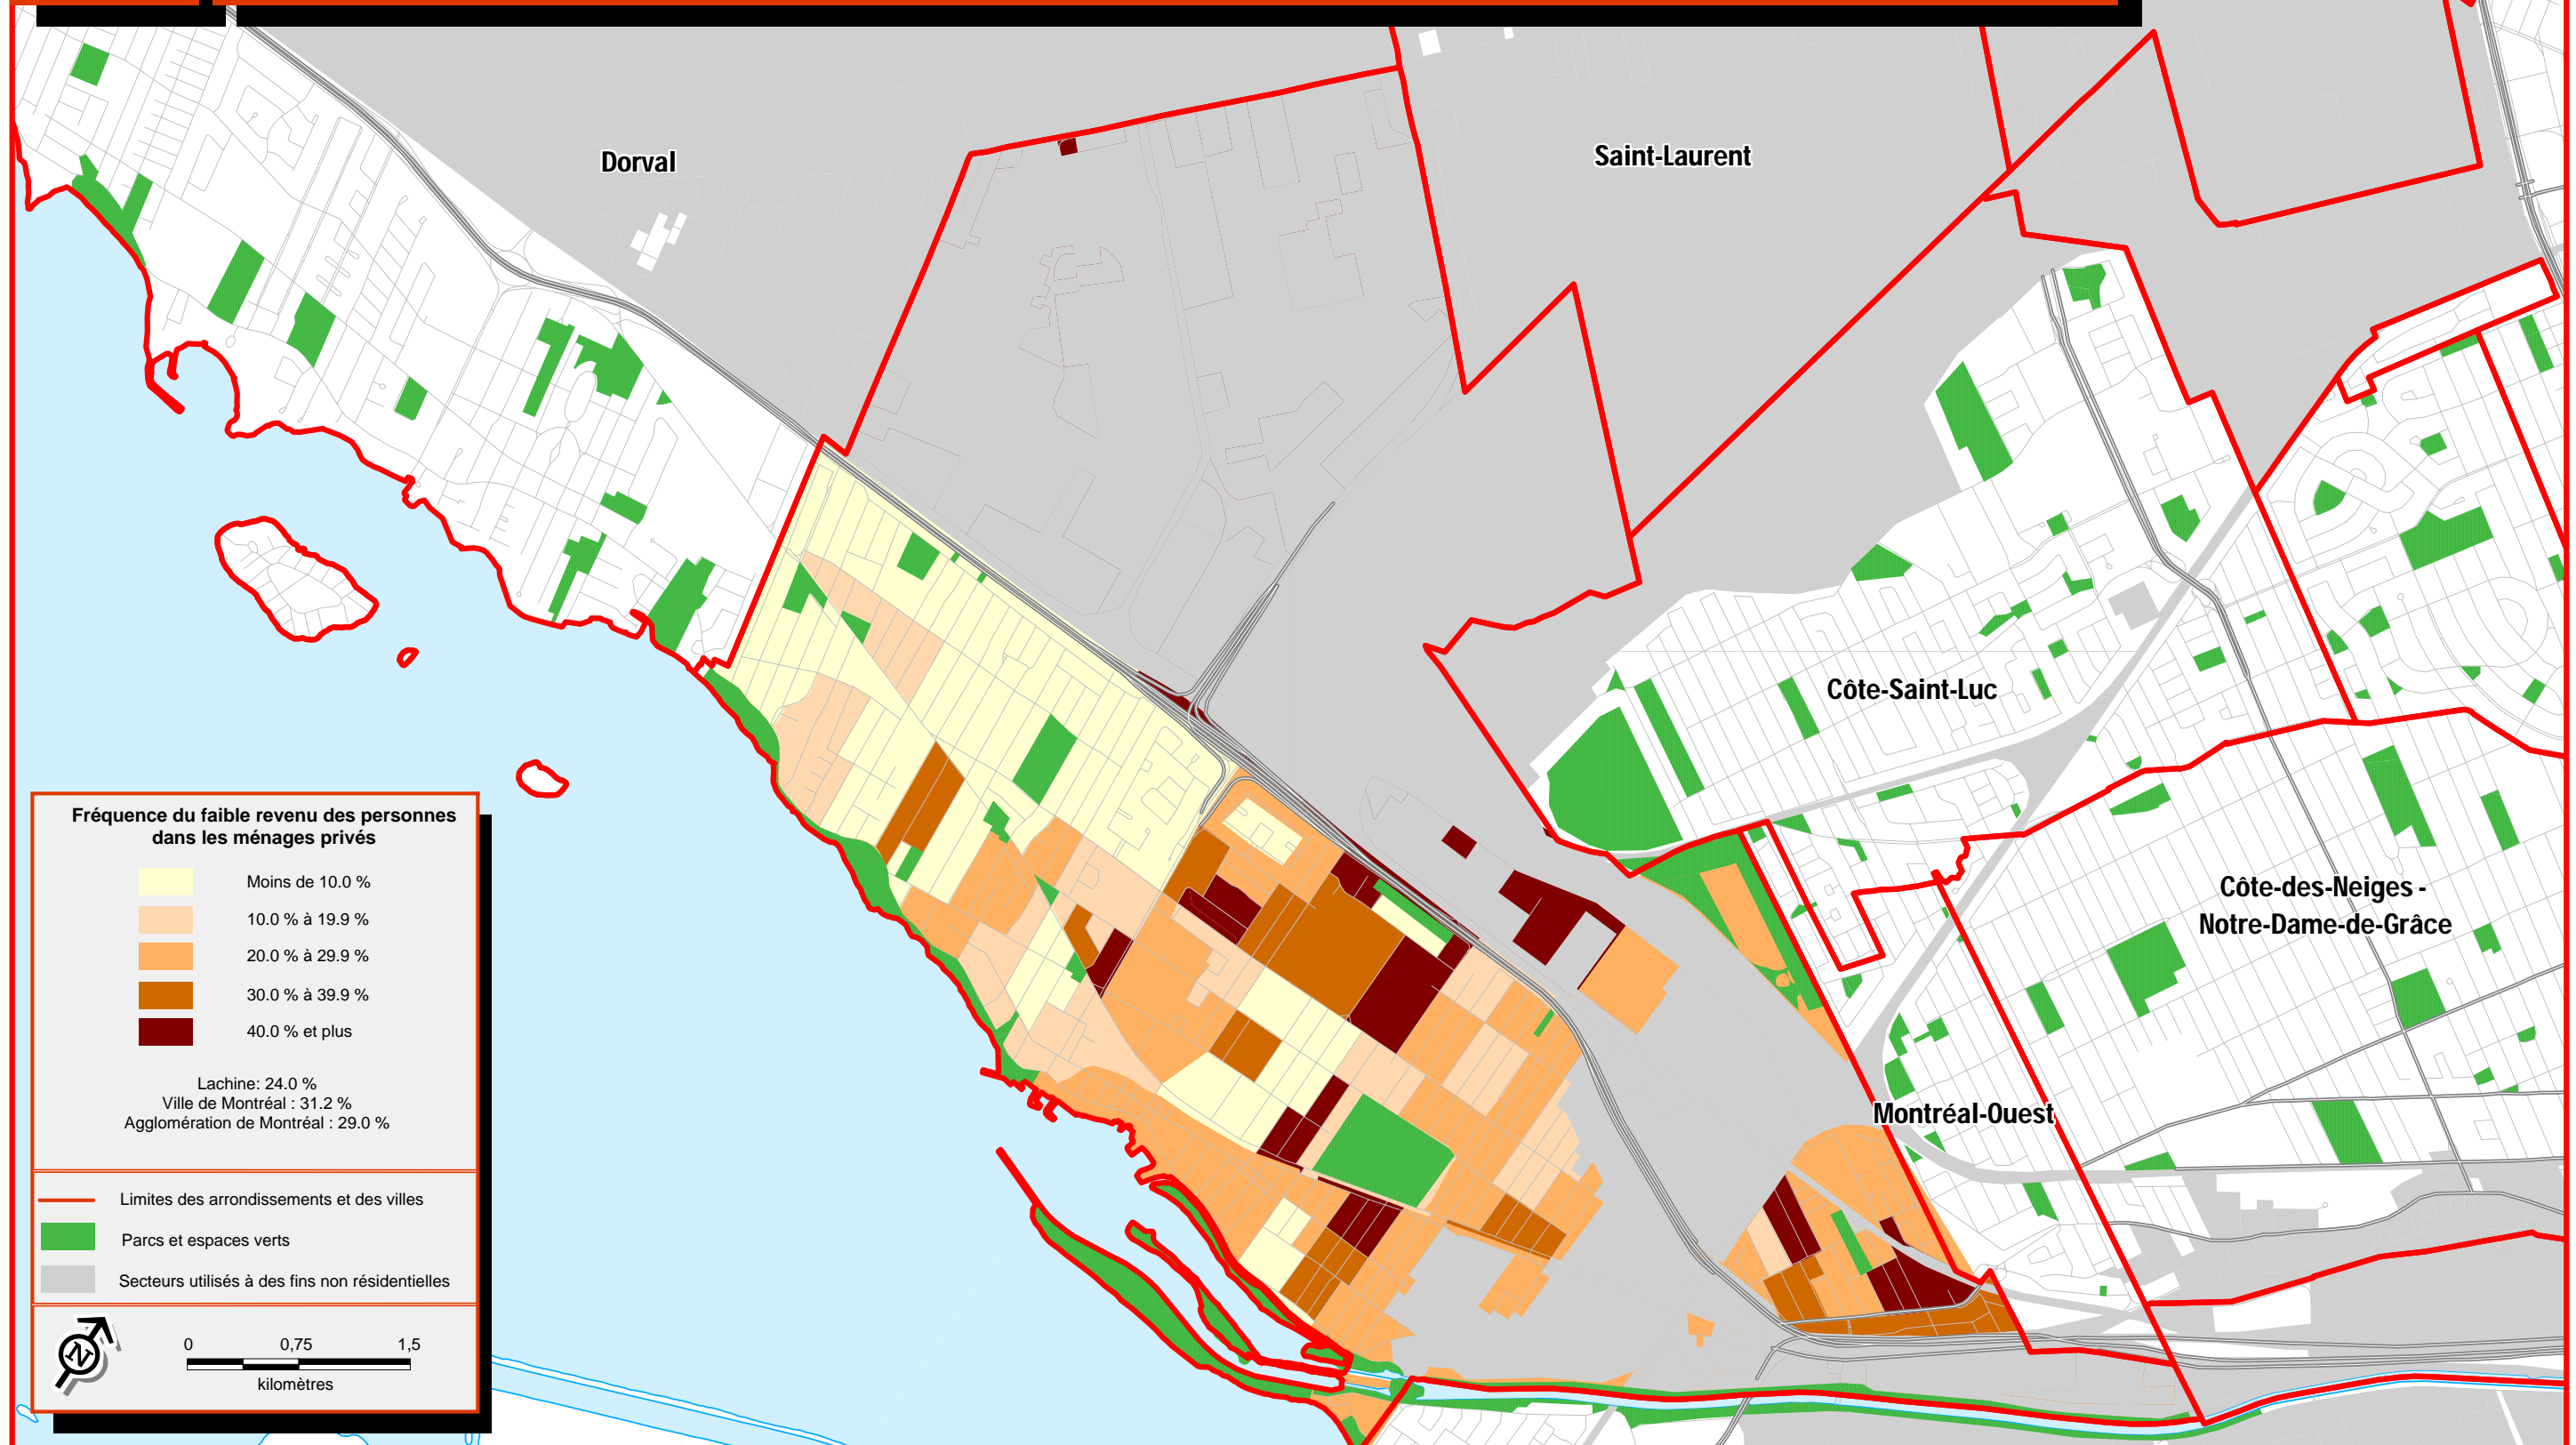 Dorval
Saint-Laurent
Côte-Saint-Luc
Côte-des-Neiges -
Notre-Dame-de-Grâce
Montréal-Ouest
Fréquence du faible revenu des personnes
dans les ménages privés
Moins de 10.0 %
10.0 % à 19.9 %
20.0 % à 29.9 %
30.0 % à 39.9 %
40.0 % et plus
Lachine: 24.0 %
Ville de Montréal : 31.2 %
Agglomération de Montréal : 29.0 %
Limites des arrondissements et des villes
Parcs et espaces verts
Secteurs utilisés à des fins non résidentielles
N
0 0,75 1,5
kilomètres